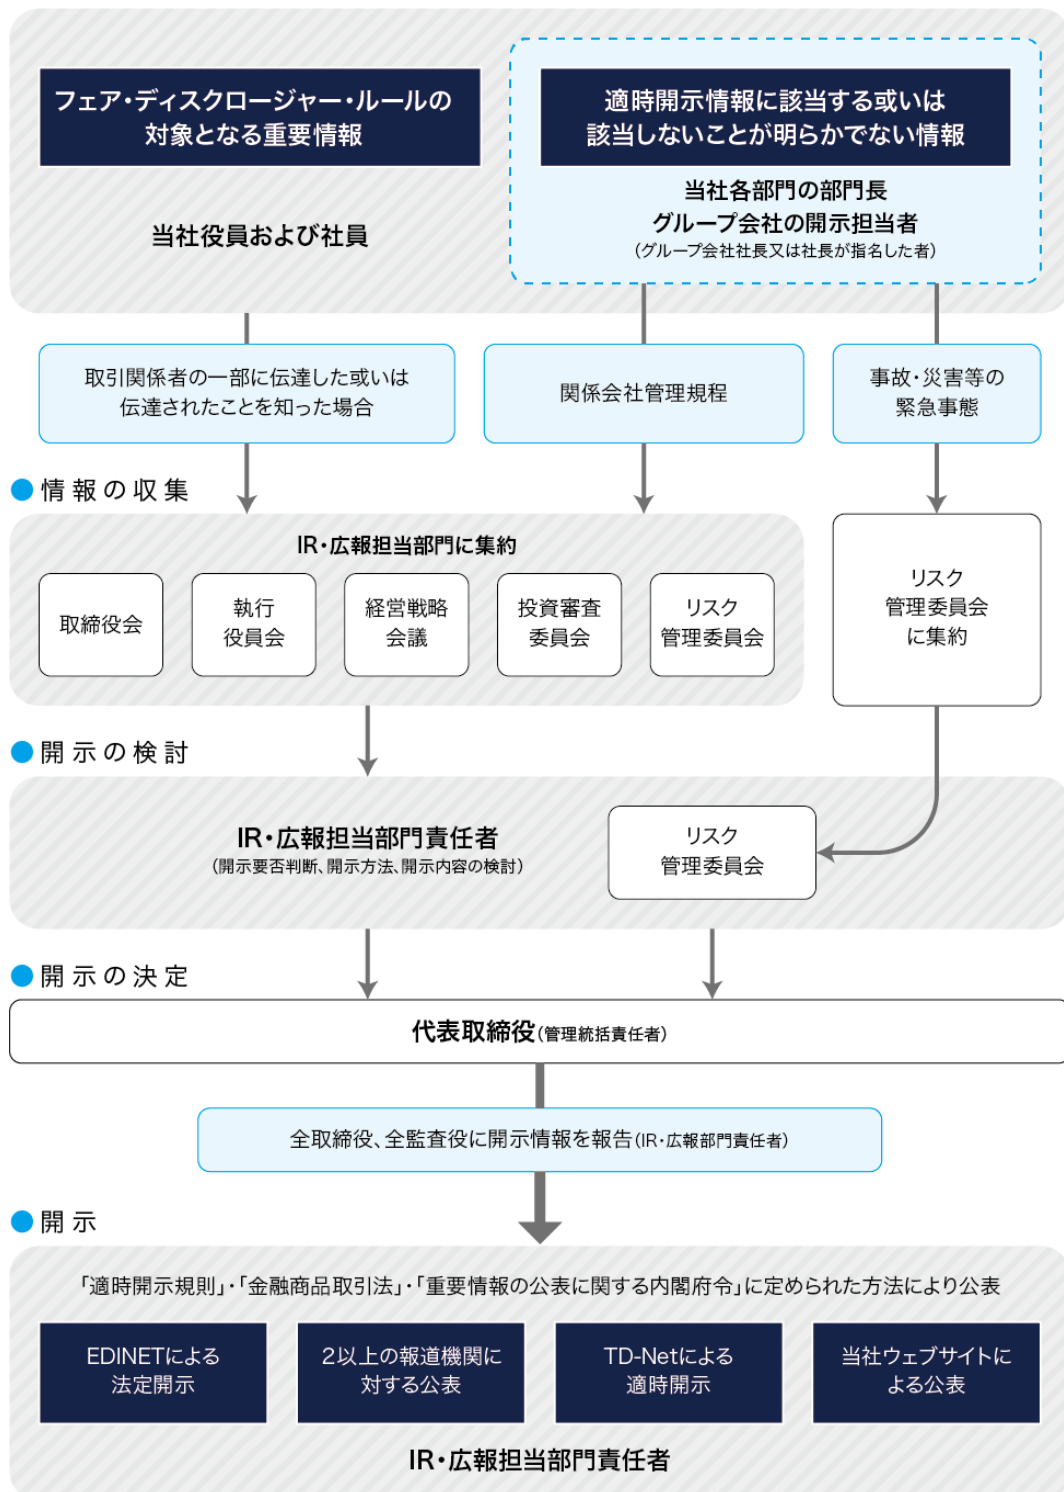 フェア・ディスクロージャー・ルールの
対象となる重要情報
当社役員および社員
適時開示情報に該当する或いは
該当しないことが明らかでない情報
当社各部門の部門長
グループ会社の開示担当者
(グループ会社社長又は社長が指名した者)
取引関係者の一部に伝達した或いは
伝達されたことを知った場合
関係会社管理規程
事故・災害等の
緊急事態
●情報の収集
IR・広報担当部門に集約
取締役会
執行
役員会
経営戦略
会議
投資審査
委員会
リスク
管理委員会
リスク
管理委員会
に集約
●開示の検討
IR・広報担当部門責任者
(開示要否判断、開示方法、開示内容の検討)
リスク
管理委員会
●開示の決定
代表取締役(管理統括責任者)
全取締役、全監査役に開示情報を報告(IR・広報部門責任者)
●開示
「適時開示規則」・「金融商品取引法」・「重要情報の公表に関する内閣府令」に定められた方法により公表
EDINETによる
法定開示
2以上の報道機関に
対する公表
TD-Netによる
適時開示
当社ウェブサイトに
よる公表
IR・広報担当部門責任者